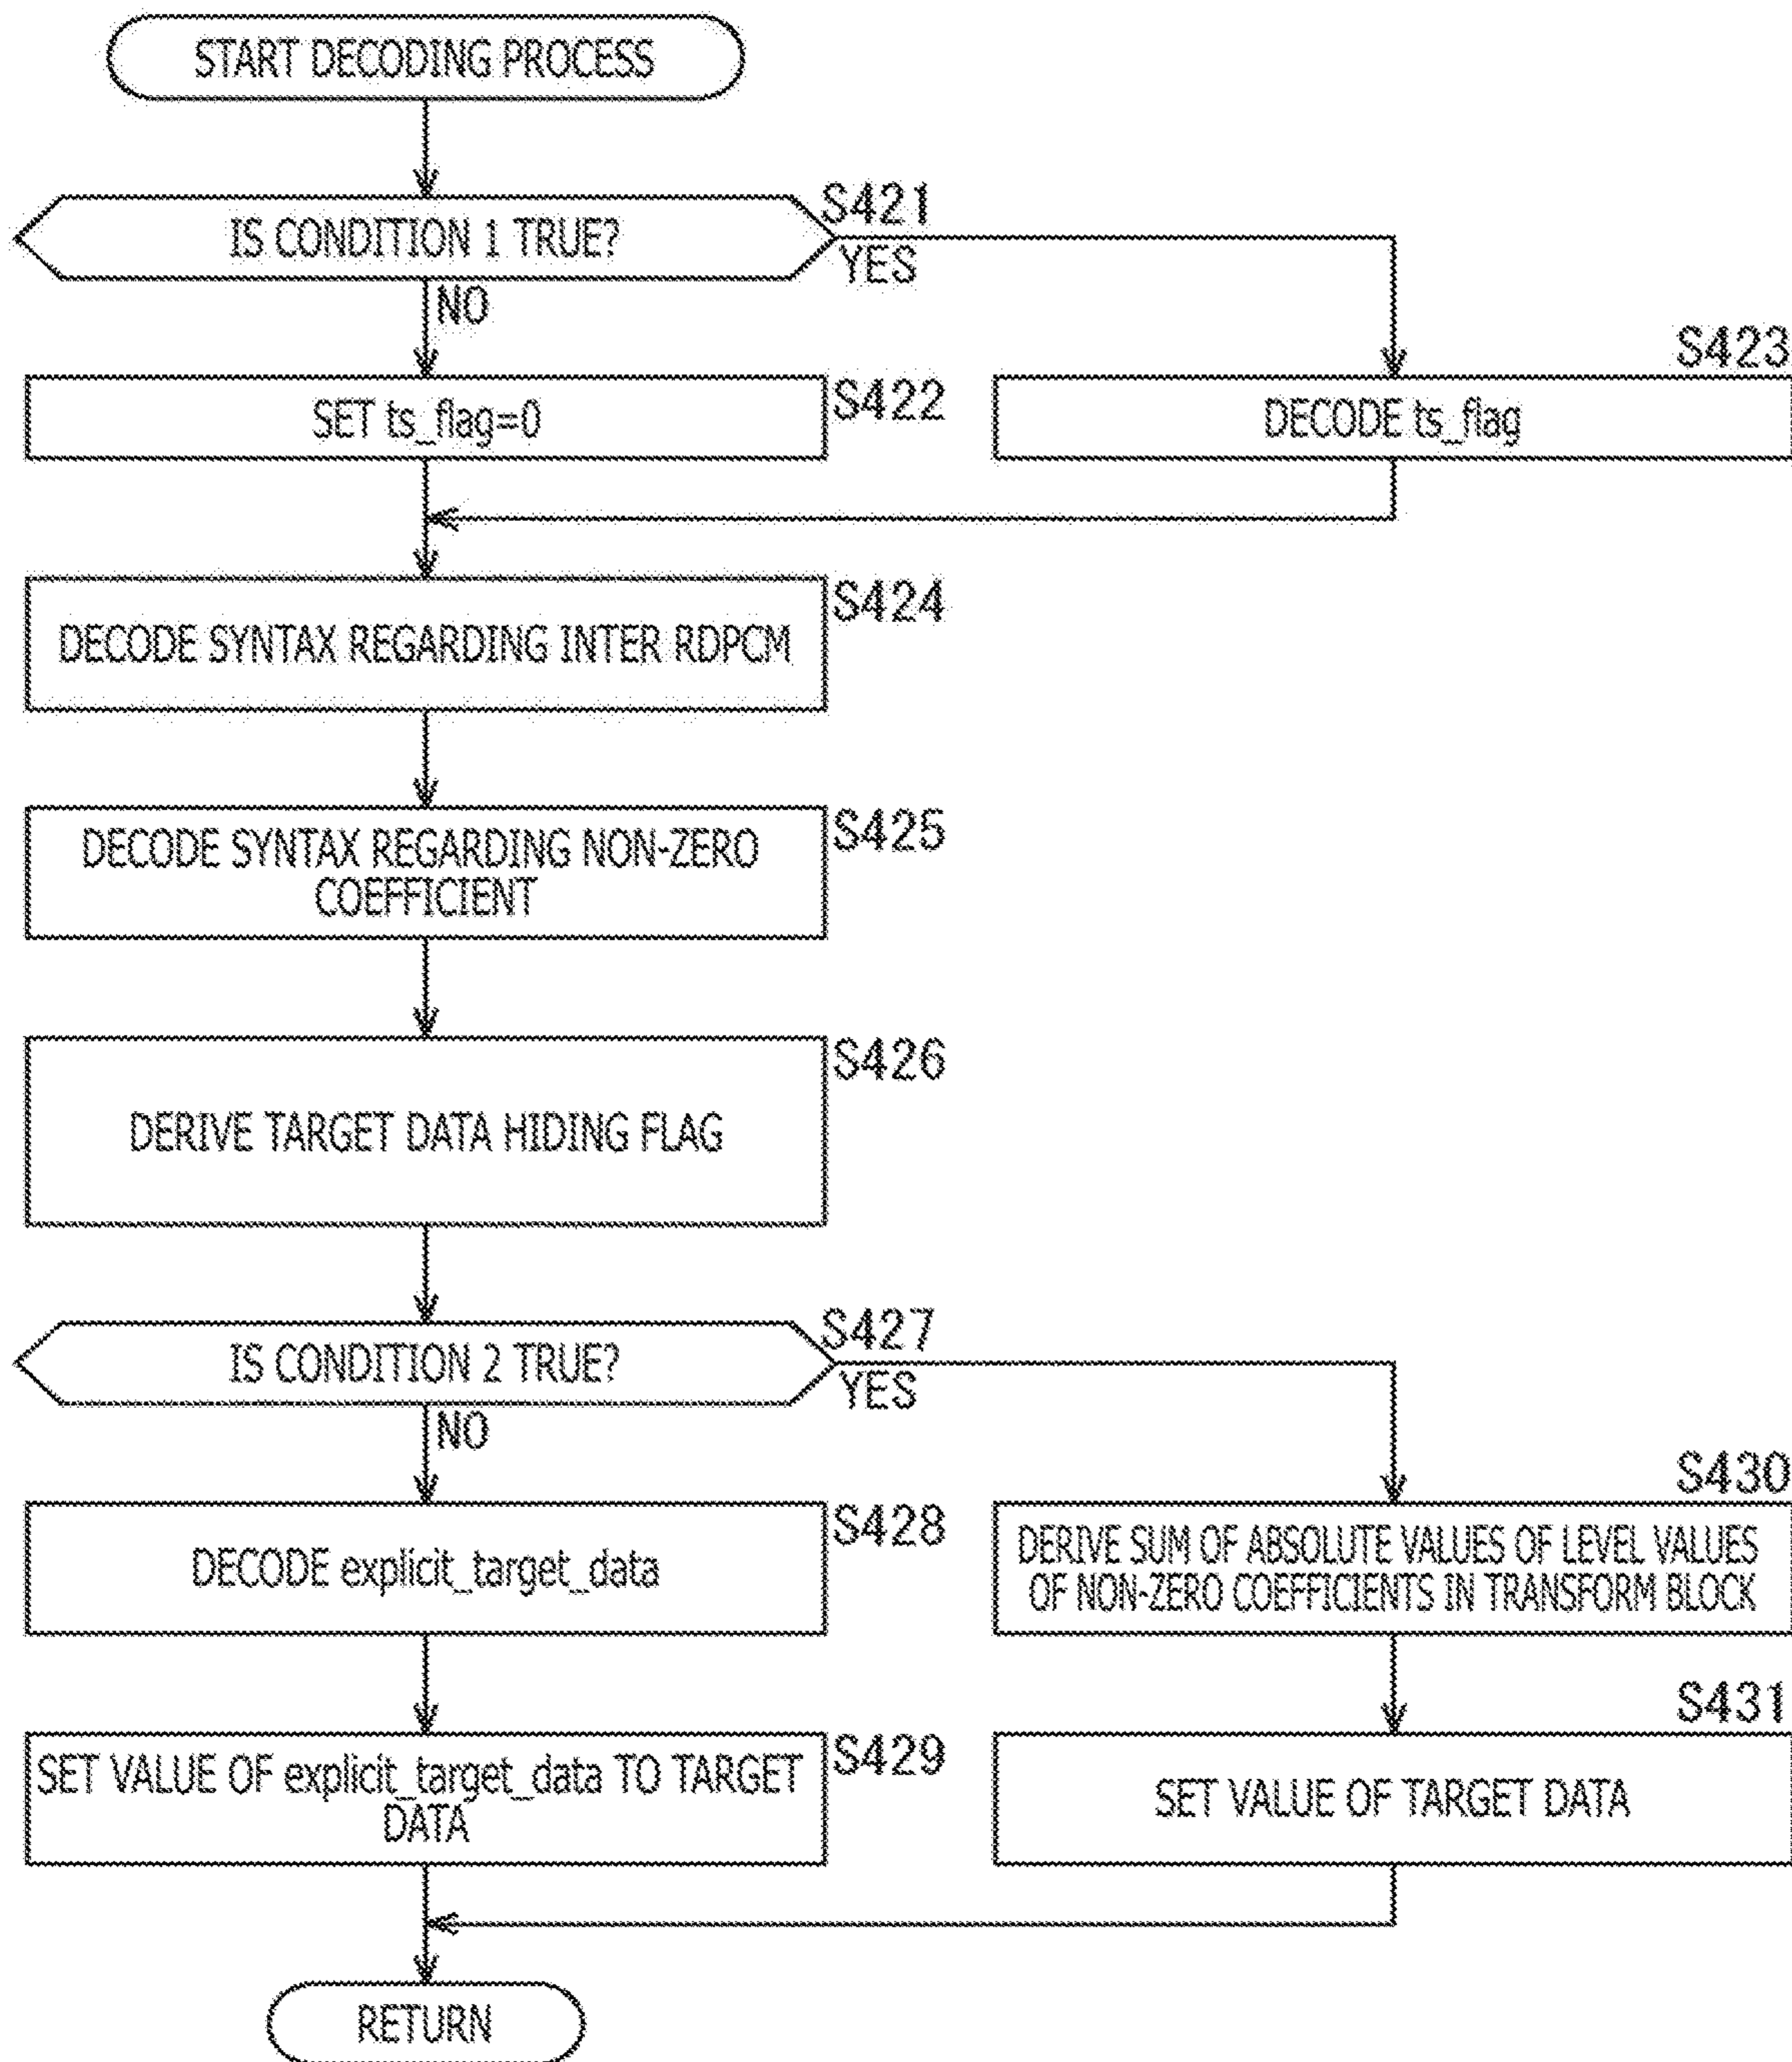 START DECODING PROCESS
S421
IS CONDITION 1 TRUE?
YES
NO
S423
S422
SET ts_flag=0
DECODE ts_flag
S424
DECODE SYNTAX REGARDING INTER RDPCM
S425
DECODE SYNTAX REGARDING NON-ZERO
COEFFICIENT
S426
DERIVE TARGET DATA HIDING FLAG
S427
IS CONDITION 2 TRUE?
YES
NO
S430
S428
DECODE explicit_target_data
DERIVE SUM OF ABSOLUTE VALUES OF LEVEL VALUES
OF NON-ZERO COEFFICIENTS IN TRANSFORM BLOCK
S431
S429
SET VALUE OF explicit_target_data TO TARGET
DATA
SET VALUE OF TARGET DATA
RETURN